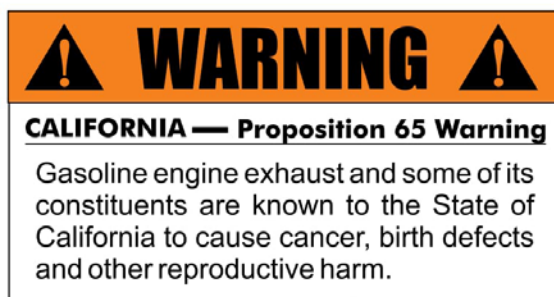 WARNING
CALIFORNIA — Proposition 65 Warning
Gasoline engine exhaust and some of its
constituents are known to the State of
California to cause cancer, birth defects
and other reproductive harm.